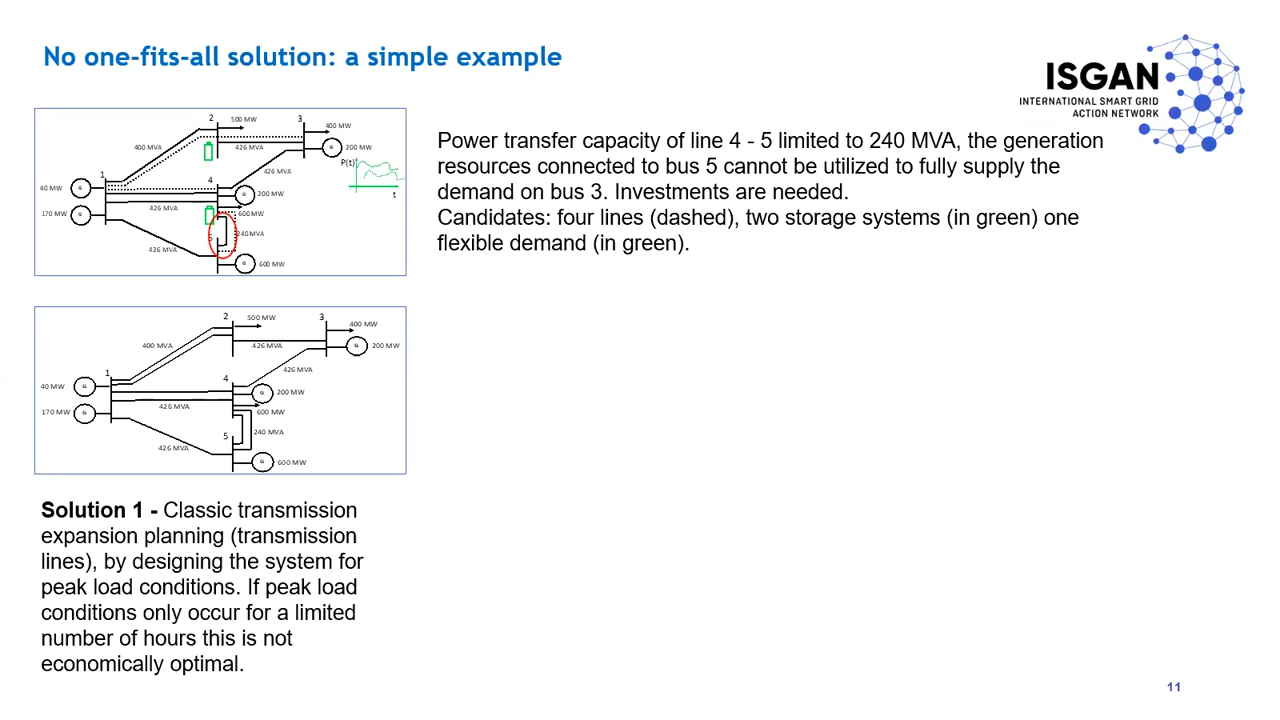 No one-fits-all solution: a simple example
ISGAN
INTERNATIONAL SMART GRID
ACTION NETWORK
2
500 MW
3
400 MW
400 MVA
426 MVA
G
200 MW
P(t)
426 MVA
t
1
4
40 MW
G
G
200 MW
170 MW
G
426 MVA
600 MW
240 MVA
426 MVA
G
600 MW
Power transfer capacity of line 4 - 5 limited to 240 MVA, the generation
resources connected to bus 5 cannot be utilized to fully supply the
demand on bus 3. Investments are needed.
Candidates: four lines (dashed), two storage systems (in green) one
flexible demand (in green).
2
500 MW
3
400 MW
400 MVA
426 MVA
G
200 MW
426 MVA
1
4
40 MW
G
G
200 MW
170 MW
G
426 MVA
600 MW
5
240 MVA
426 MVA
G
600 MW
Solution 1 - Classic transmission
expansion planning (transmission
lines), by designing the system for
peak load conditions. If peak load
conditions only occur for a limited
number of hours this is not
economically optimal.
11